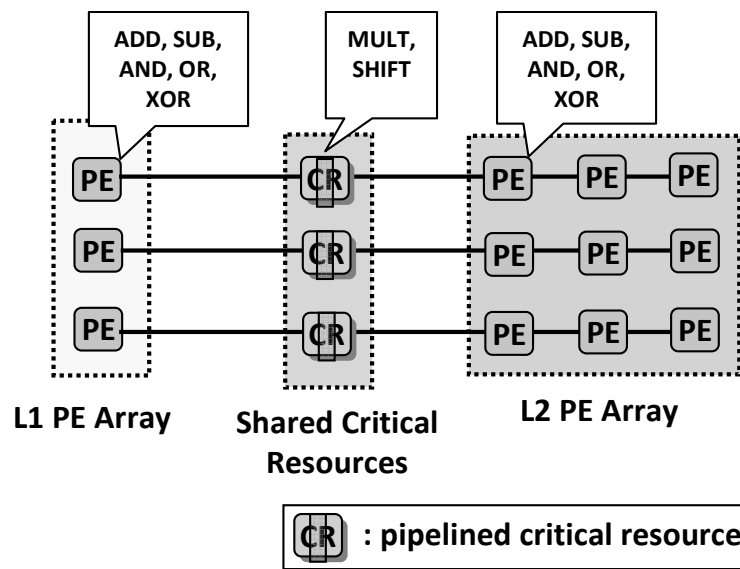 ADD, SUB,
AND, OR,
XOR
MULT,
SHIFT
ADD, SUB,
AND, OR,
XOR
PE CR PE PE PE
PE CR PE PE PE
PE CR PE PE PE
L1 PE Array
Shared Critical
Resources
L2 PE Array
CR : pipelined critical resource